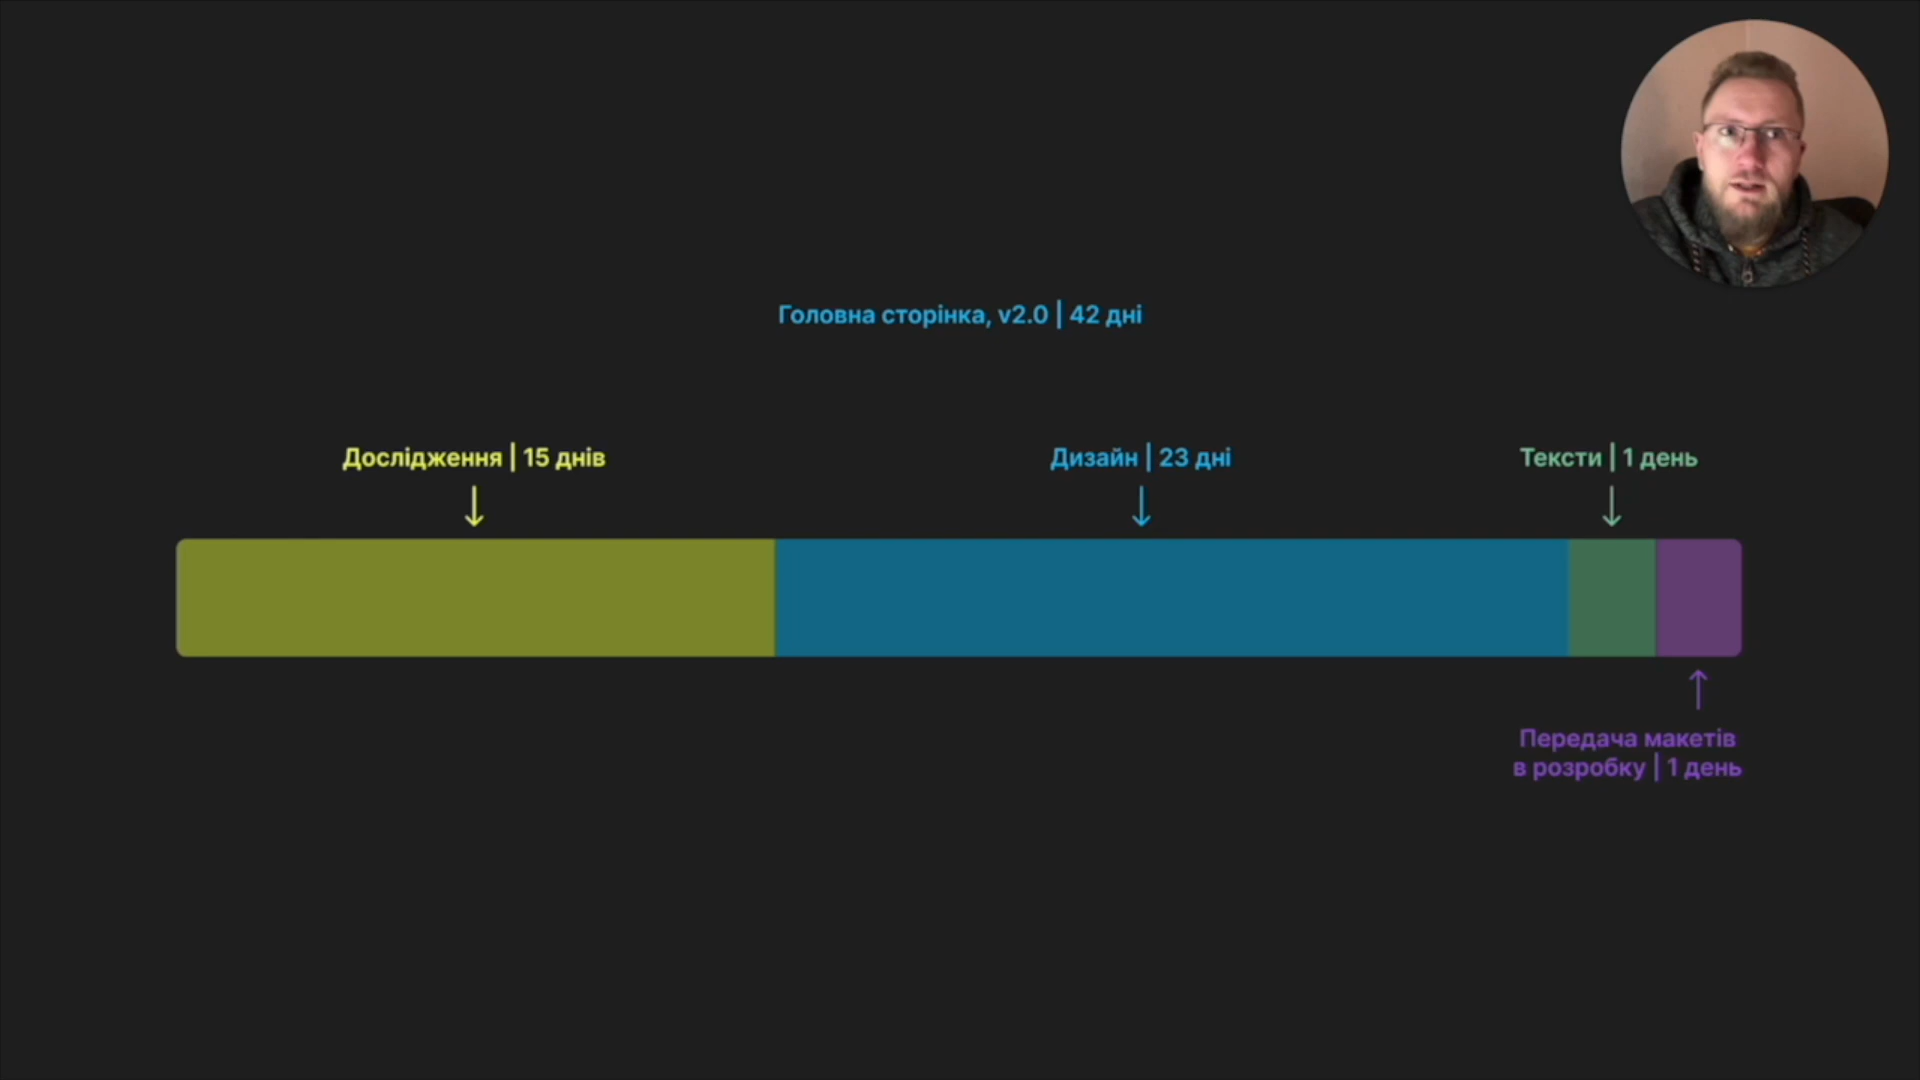 Головна сторінка, v2.0 | 42 дні
Дослідження | 15 днів
Дизайн | 23 дні
Тексти | 1 день
Передача макетів
в розробку | 1 день